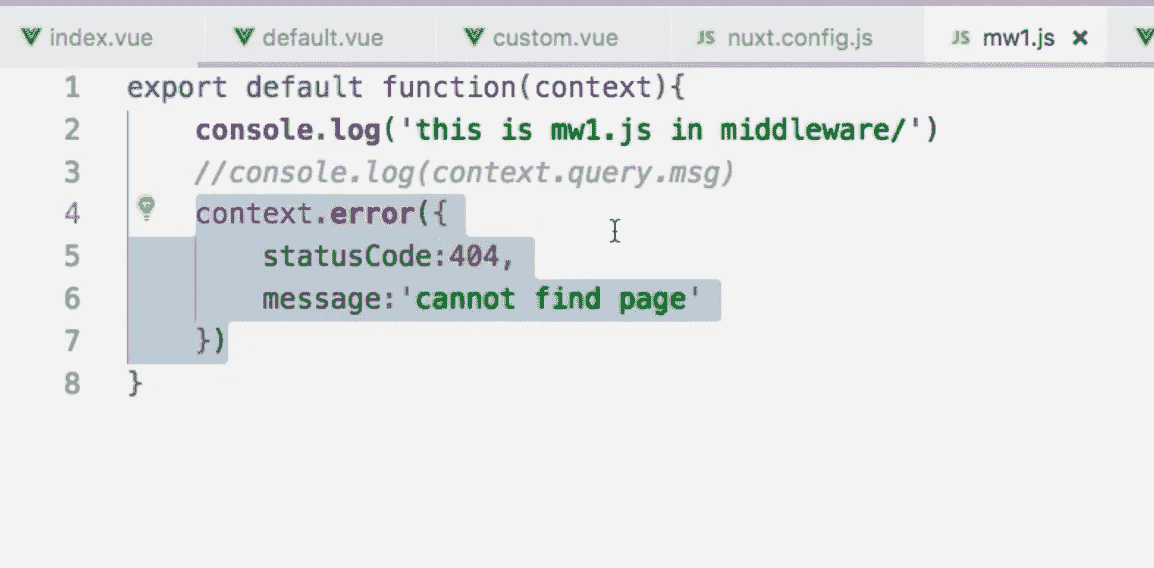 index.vue default.vue custom.vue JS nuxt.config.js JS mw1.js ×
1 export default function(context){
2 console.log('this is mw1.js in middleware/')
3 //console.log(context.query.msg)
4 context.error({
5 statusCode:404,
6 message:'cannot find page'
7 })
8 }